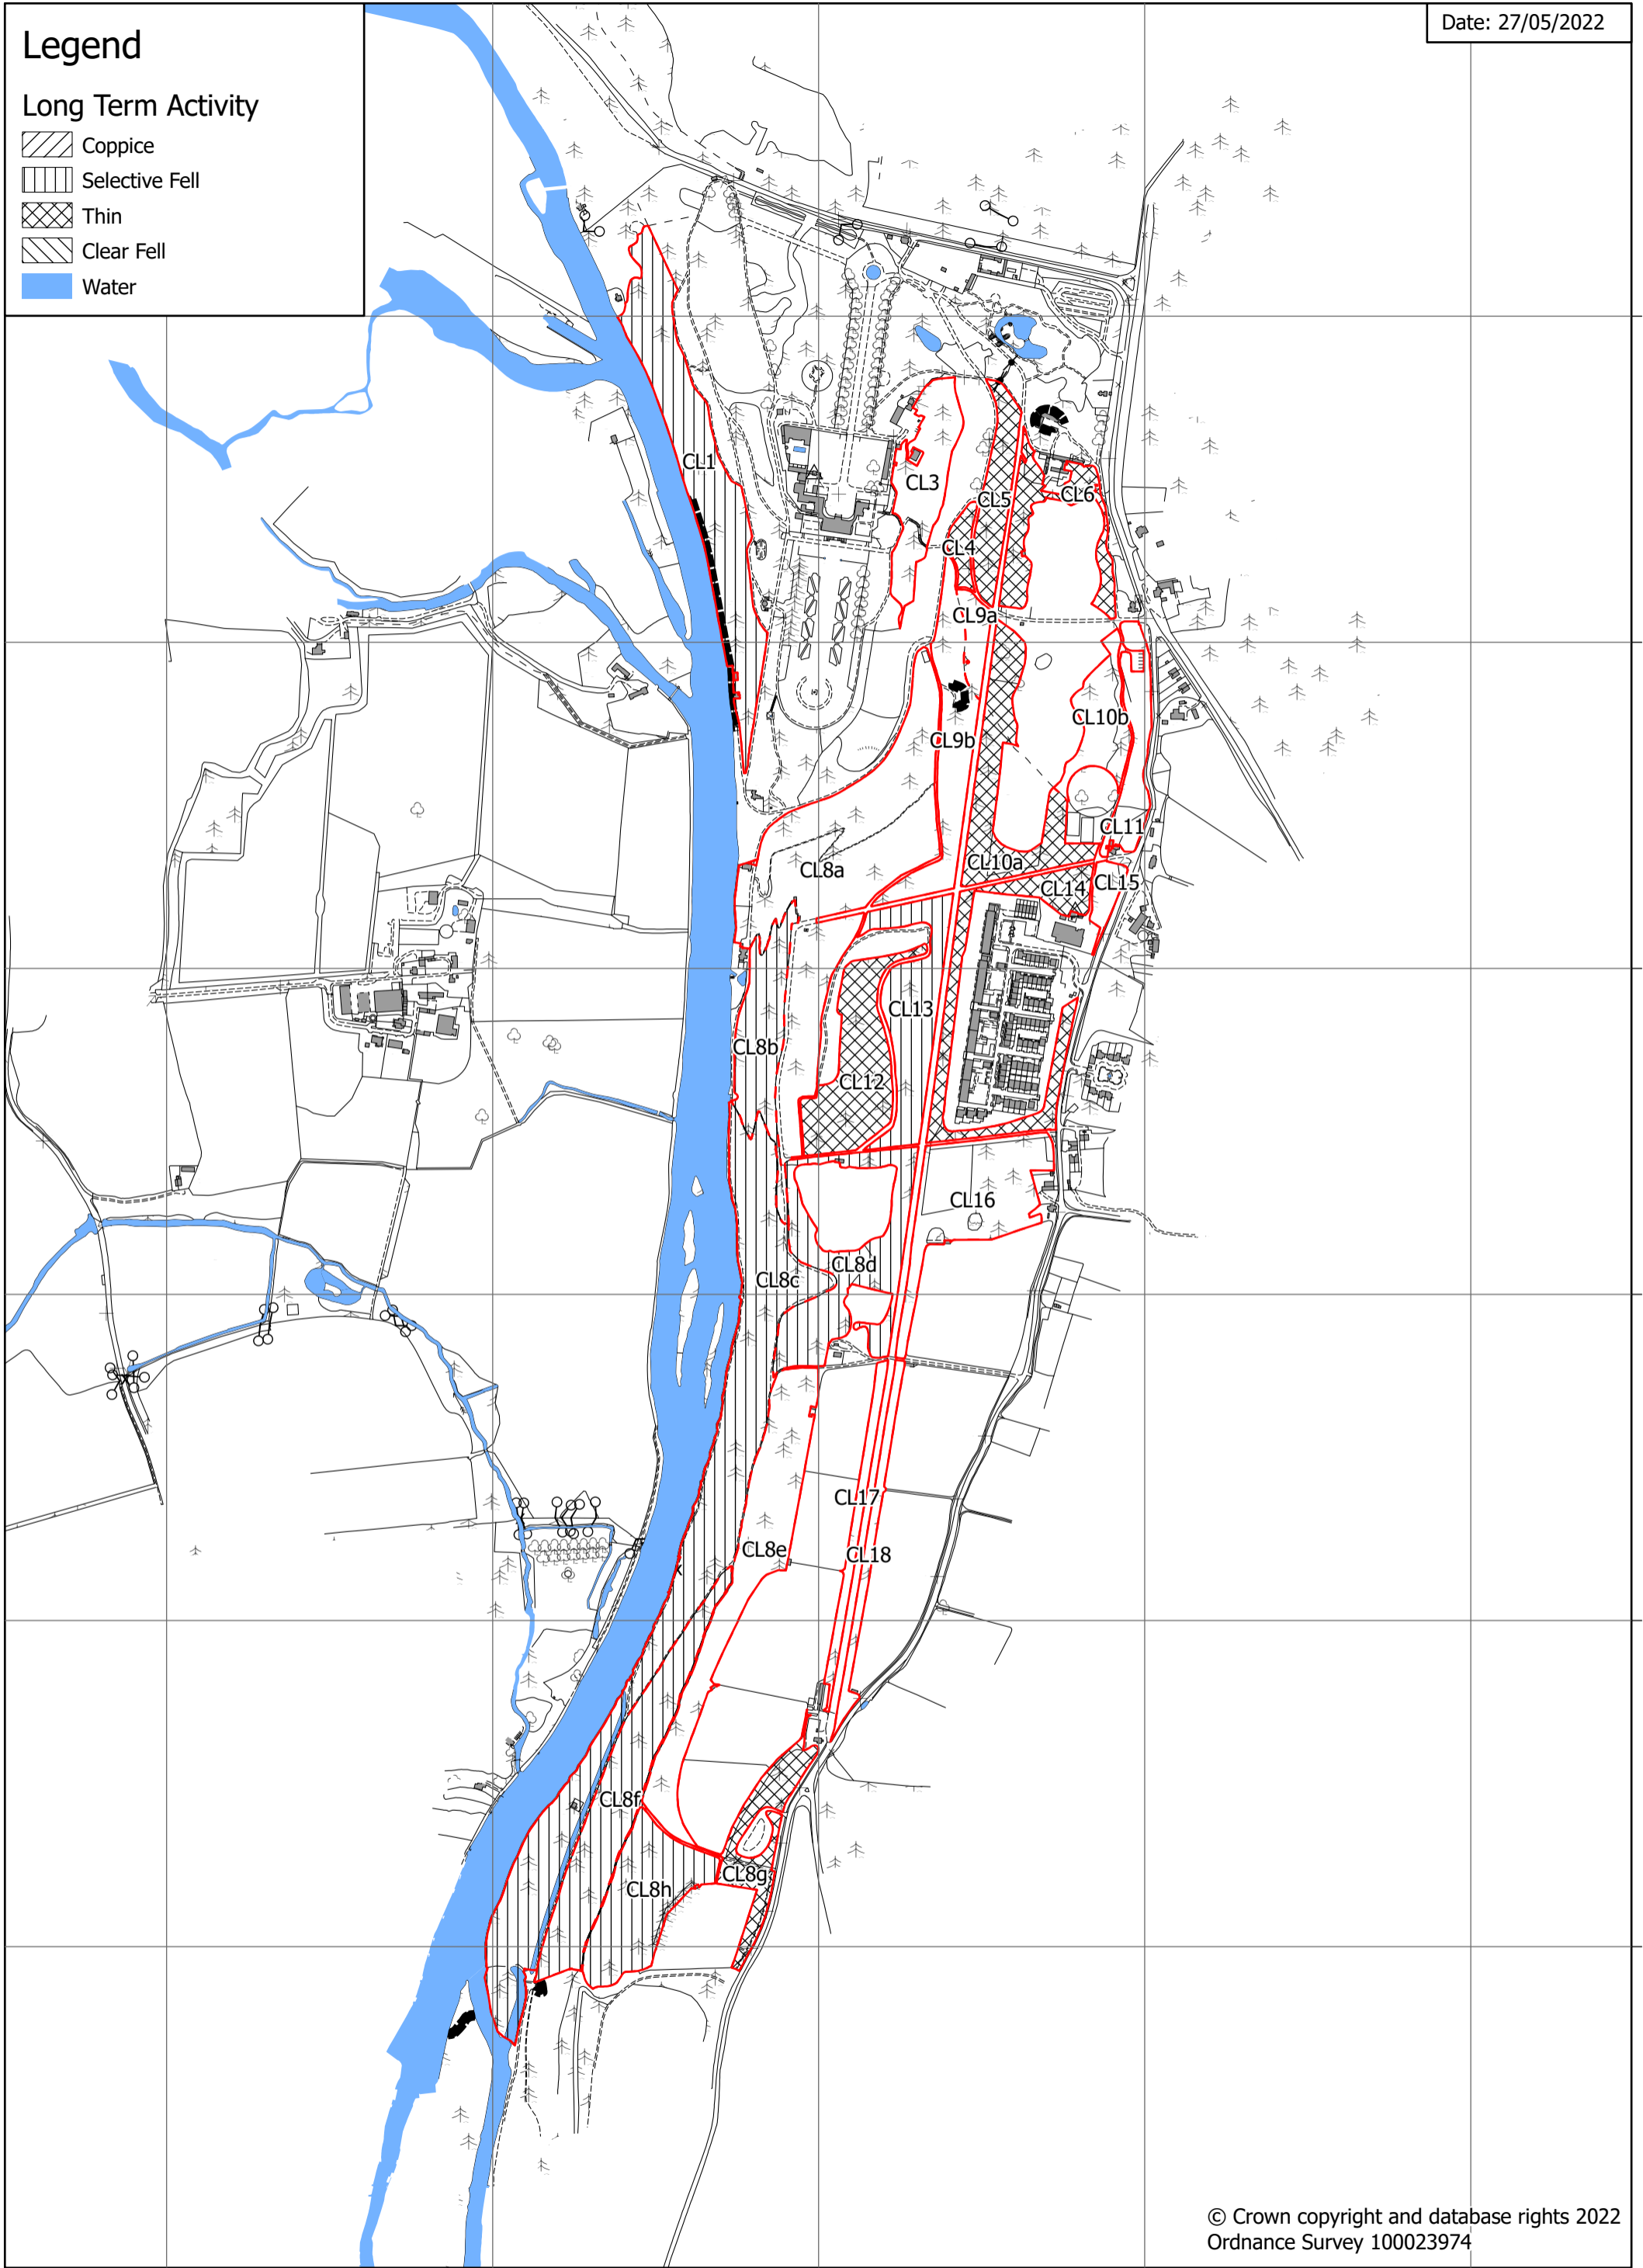 Date: 27/05/2022
Legend
Long Term Activity
Coppice
Selective Fell
Thin
Clear Fell
Water
CL1
CL3
CL5
CL6
CL4
CL9a
CL10b
CL9b
CL11
CL10a
CL8a
CL14
CL15
CL13
CL8b
CL12
CL16
CL8d
CL8c
CL17
CL8e
CL18
CL8f
CL8g
CL8h
© Crown copyright and database rights 2022
Ordnance Survey 100023974